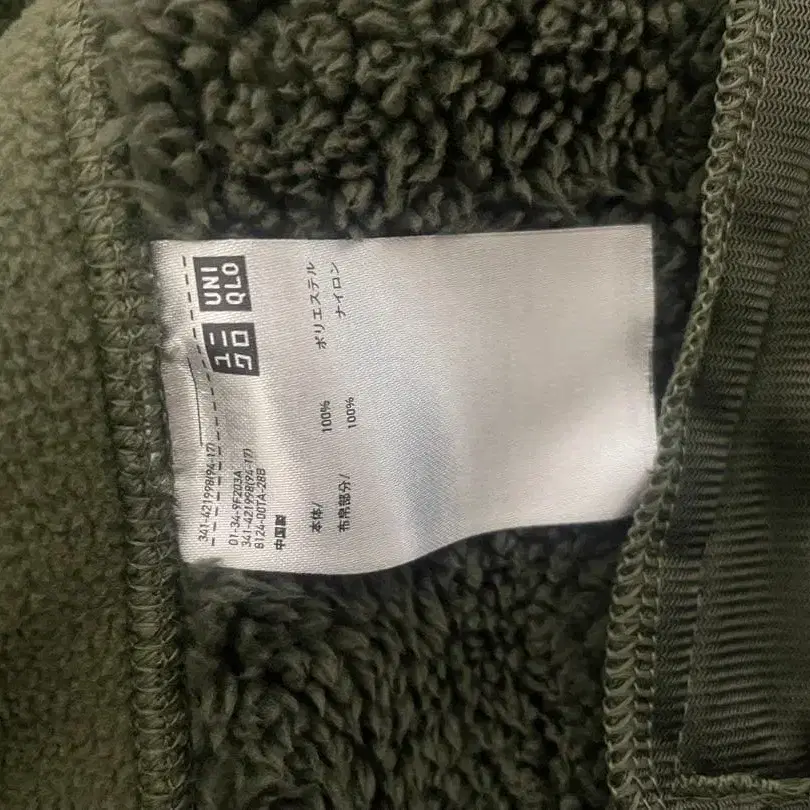 UNI
QLO
ユニ
クロ
341-421998(94-17)
01-34-9F203A
341-421998(94-17)
8124-00TA-28B
中国製
本体/ 100% ポリエステル
布帛部分/ 100% ナイロン